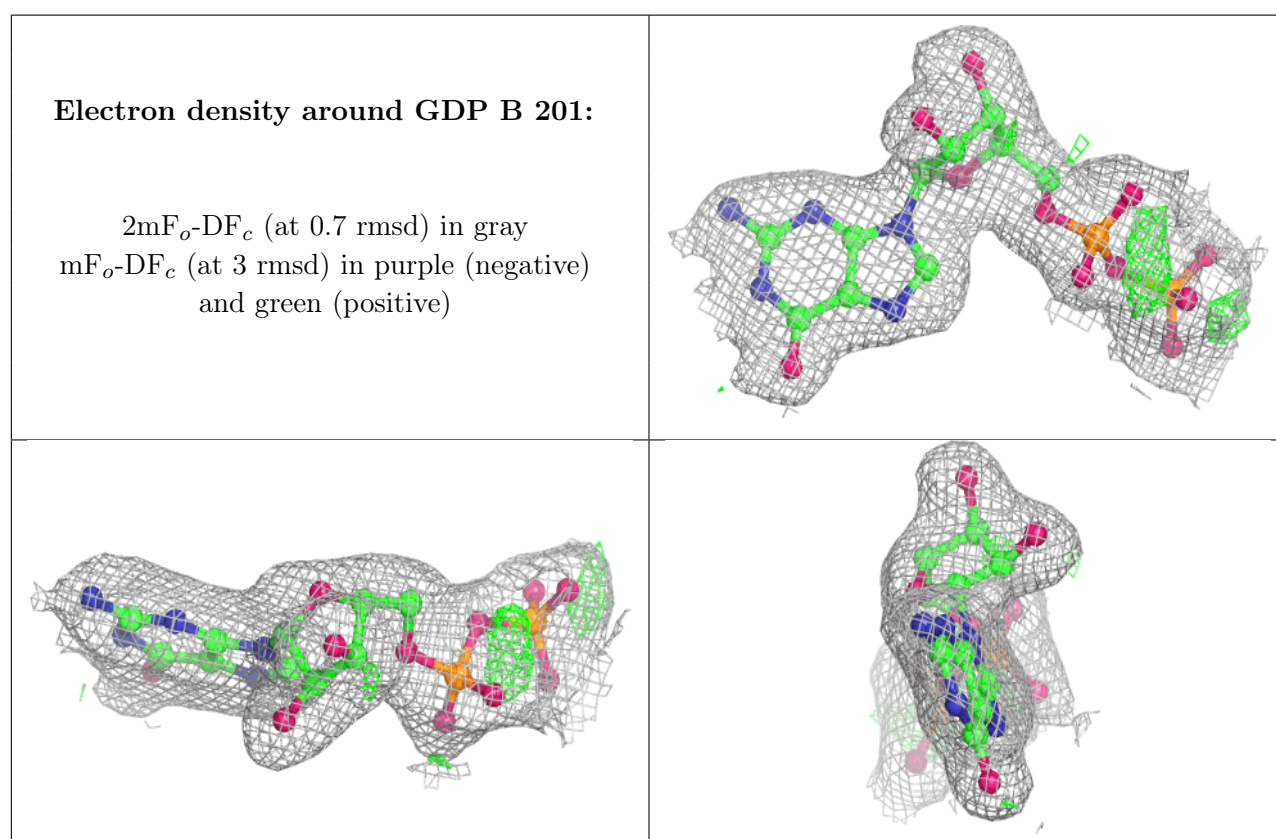 Electron density around GDP B 201:
2mFₒ-DF𝒸 (at 0.7 rmsd) in gray
mFₒ-DF𝒸 (at 3 rmsd) in purple (negative)
and green (positive)